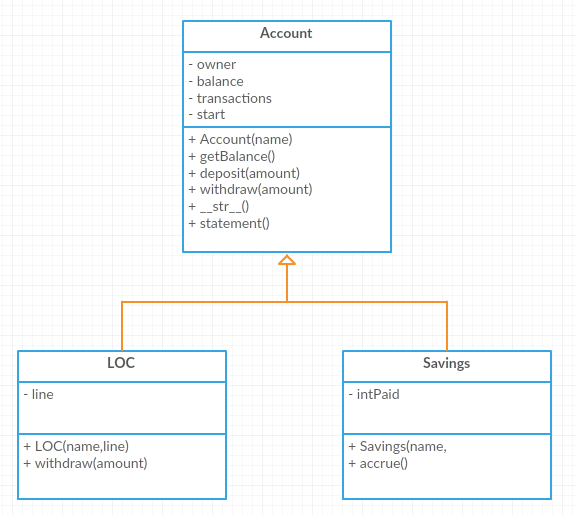 Account
- owner
- balance
- transactions
- start
+ Account(name)
+ getBalance()
+ deposit(amount)
+ withdraw(amount)
+ __str__()
+ statement()
LOC
- line
+ LOC(name,line)
+ withdraw(amount)
Savings
- intPaid
+ Savings(name,
+ accrue()